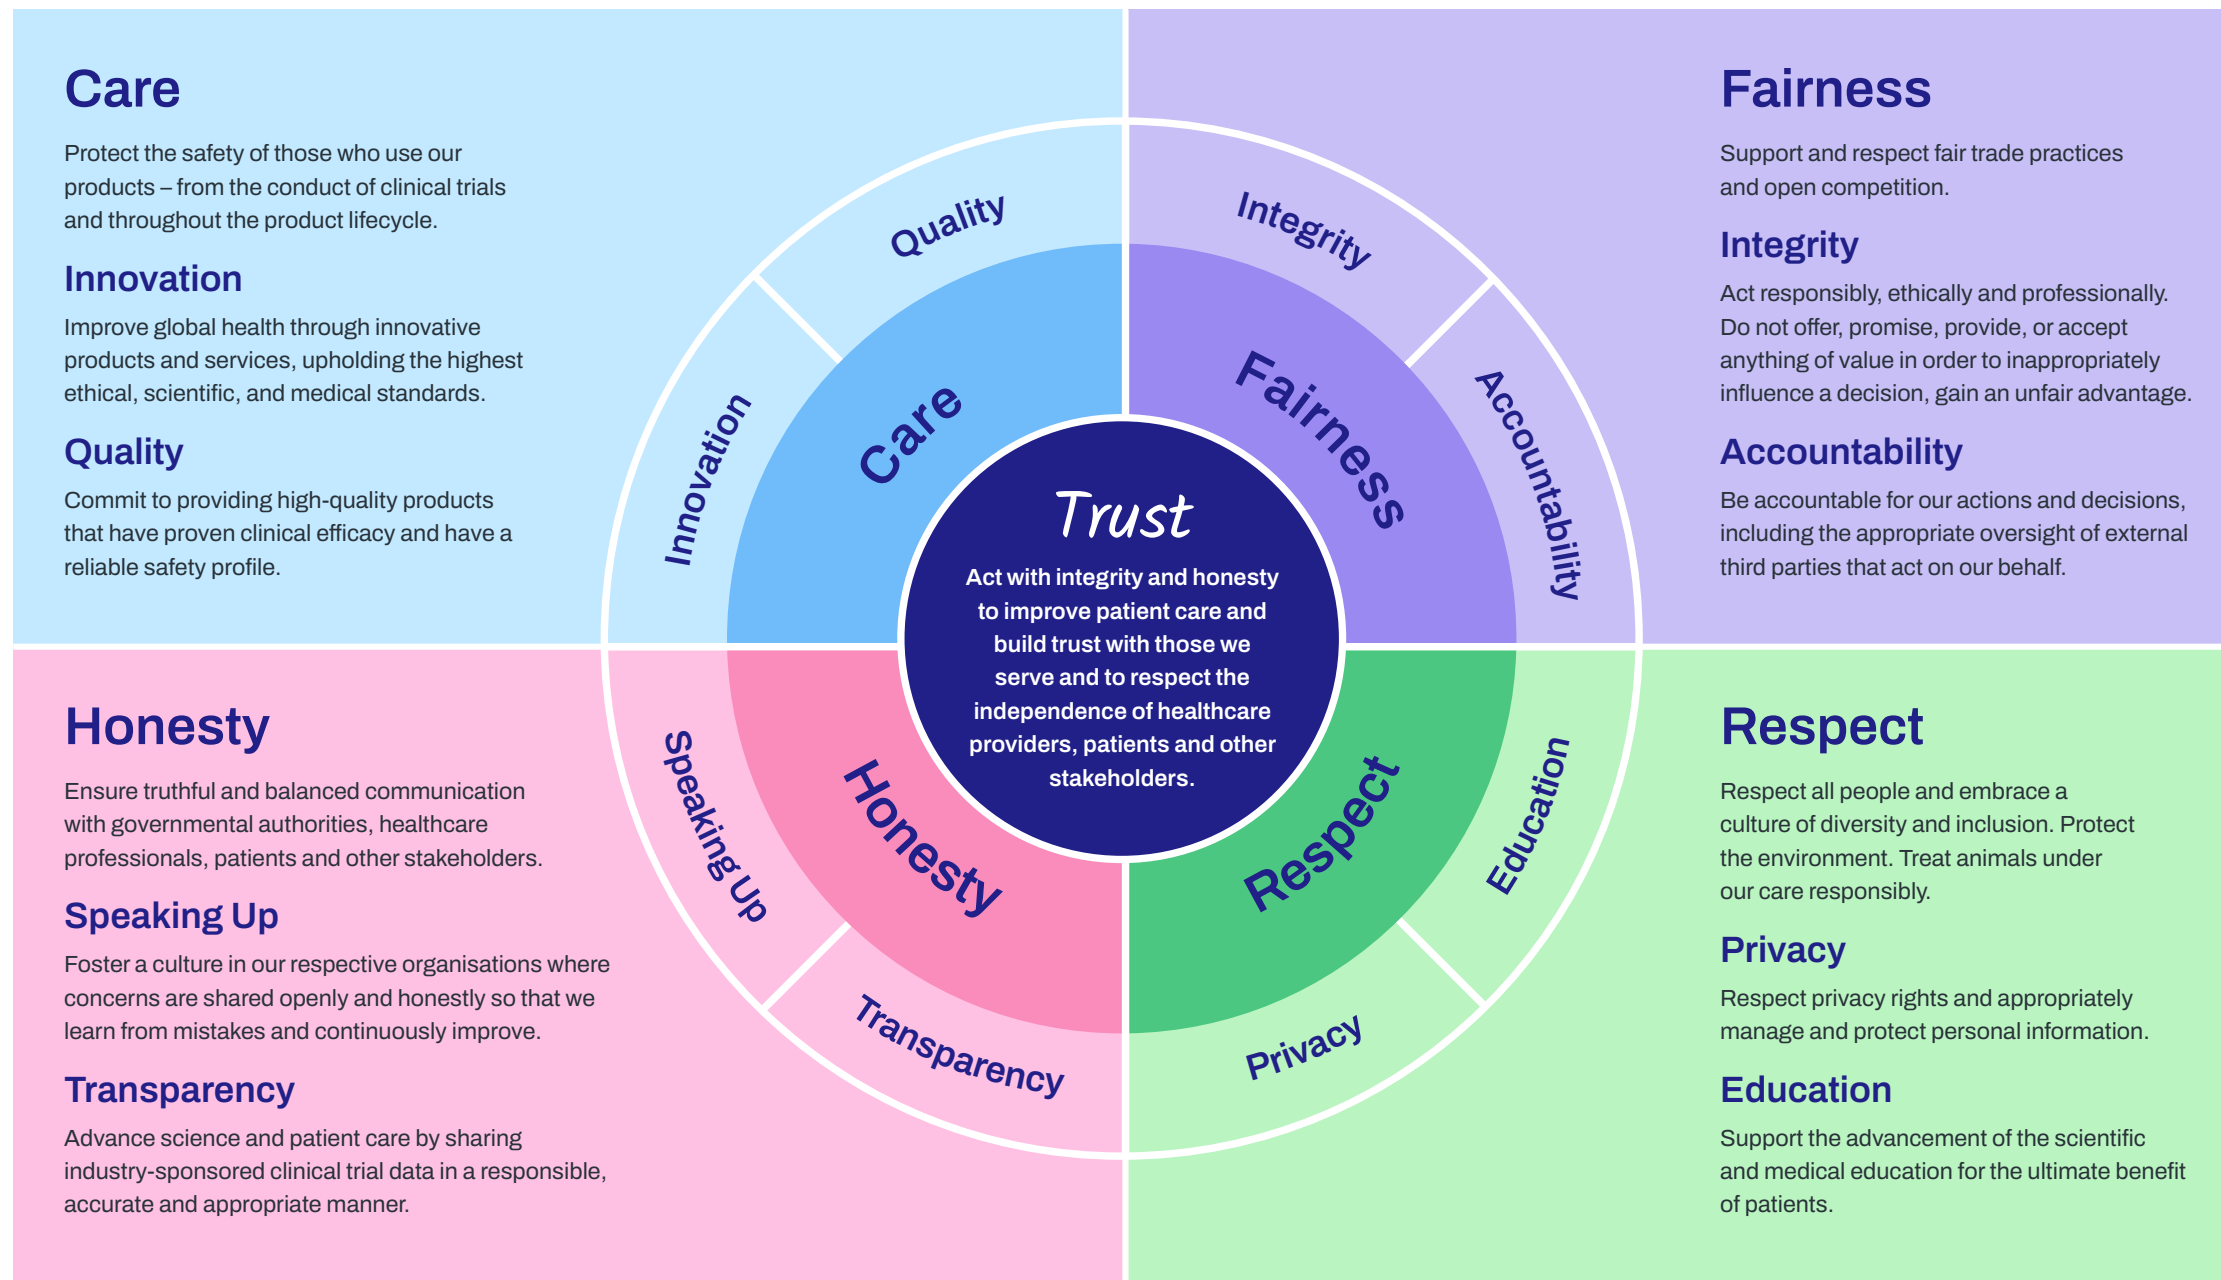 Care
Protect the safety of those who use our
products – from the conduct of clinical trials
and throughout the product lifecycle.
Innovation
Improve global health through innovative
products and services, upholding the highest
ethical, scientific, and medical standards.
Quality
Commit to providing high-quality products
that have proven clinical efficacy and have a
reliable safety profile.
Fairness
Support and respect fair trade practices
and open competition.
Integrity
Act responsibly, ethically and professionally.
Do not offer, promise, provide, or accept
anything of value in order to inappropriately
influence a decision, gain an unfair advantage.
Accountability
Be accountable for our actions and decisions,
including the appropriate oversight of external
third parties that act on our behalf.
Innovation
Quality
Integrity
Accountability
Care
Fairness
Trust
Act with integrity and honesty
to improve patient care and
build trust with those we
serve and to respect the
independence of healthcare
providers, patients and other
stakeholders.
Honesty
Respect
Speaking Up
Transparency
Privacy
Education
Honesty
Ensure truthful and balanced communication
with governmental authorities, healthcare
professionals, patients and other stakeholders.
Speaking Up
Foster a culture in our respective organisations where
concerns are shared openly and honestly so that we
learn from mistakes and continuously improve.
Transparency
Advance science and patient care by sharing
industry-sponsored clinical trial data in a responsible,
accurate and appropriate manner.
Respect
Respect all people and embrace a
culture of diversity and inclusion. Protect
the environment. Treat animals under
our care responsibly.
Privacy
Respect privacy rights and appropriately
manage and protect personal information.
Education
Support the advancement of the scientific
and medical education for the ultimate benefit
of patients.